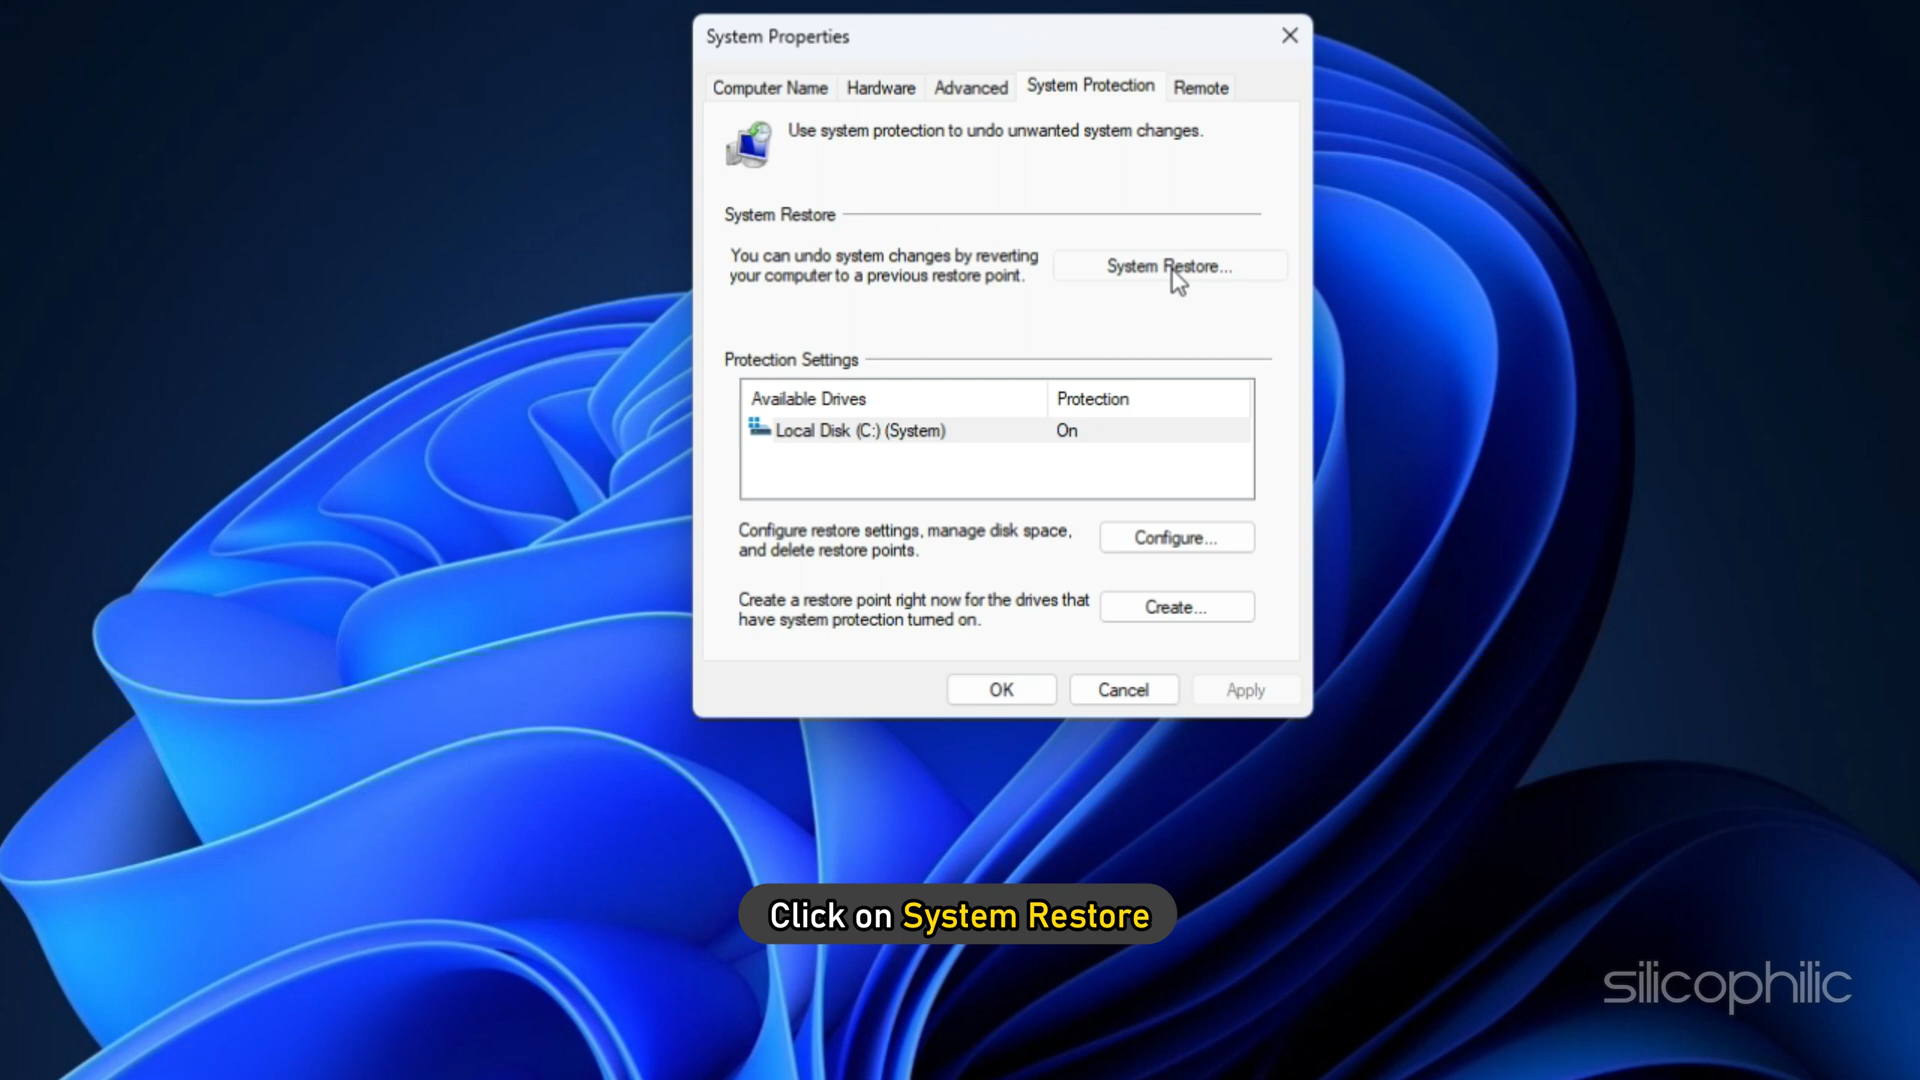 System Properties
Computer Name
Hardware
Advanced
System Protection
Remote
Use system protection to undo unwanted system changes.
System Restore
You can undo system changes by reverting
your computer to a previous restore point.
System Restore...
Protection Settings
Available Drives
Protection
Local Disk (C:) (System)
On
Configure restore settings, manage disk space,
and delete restore points.
Configure...
Create a restore point right now for the drives that
have system protection turned on.
Create...
OK
Cancel
Apply
Click on System Restore
silicophilic